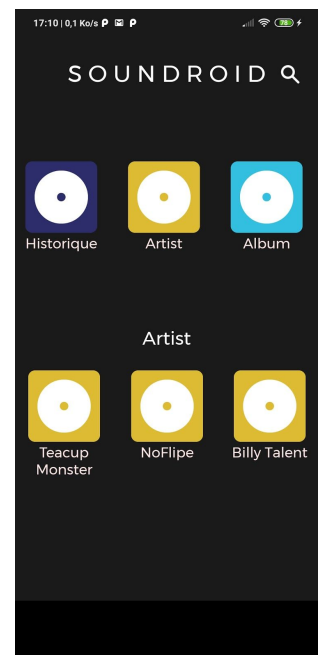 17:10 | 0,1 Ko/s
78
SOUNDROID
Historique
Artist
Album
Artist
Teacup
Monster
NoFlipe
Billy Talent